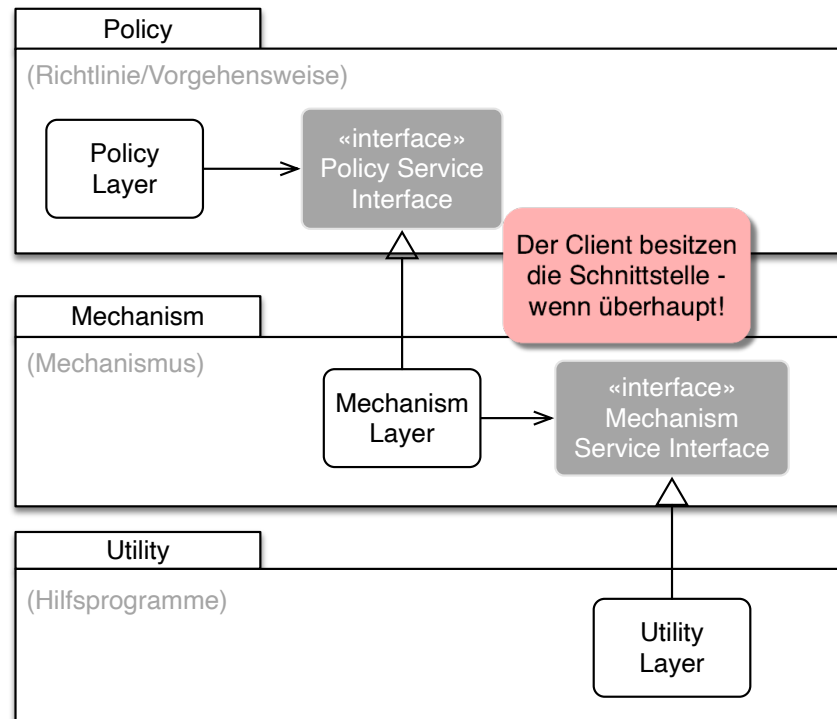 Policy
(Richtlinie/Vorgehensweise)
Policy
Layer
«interface»
Policy Service
Interface
Der Client besitzen
die Schnittstelle -
wenn überhaupt!
Mechanism
(Mechanismus)
Mechanism
Layer
«interface»
Mechanism
Service Interface
Utility
(Hilfsprogramme)
Utility
Layer